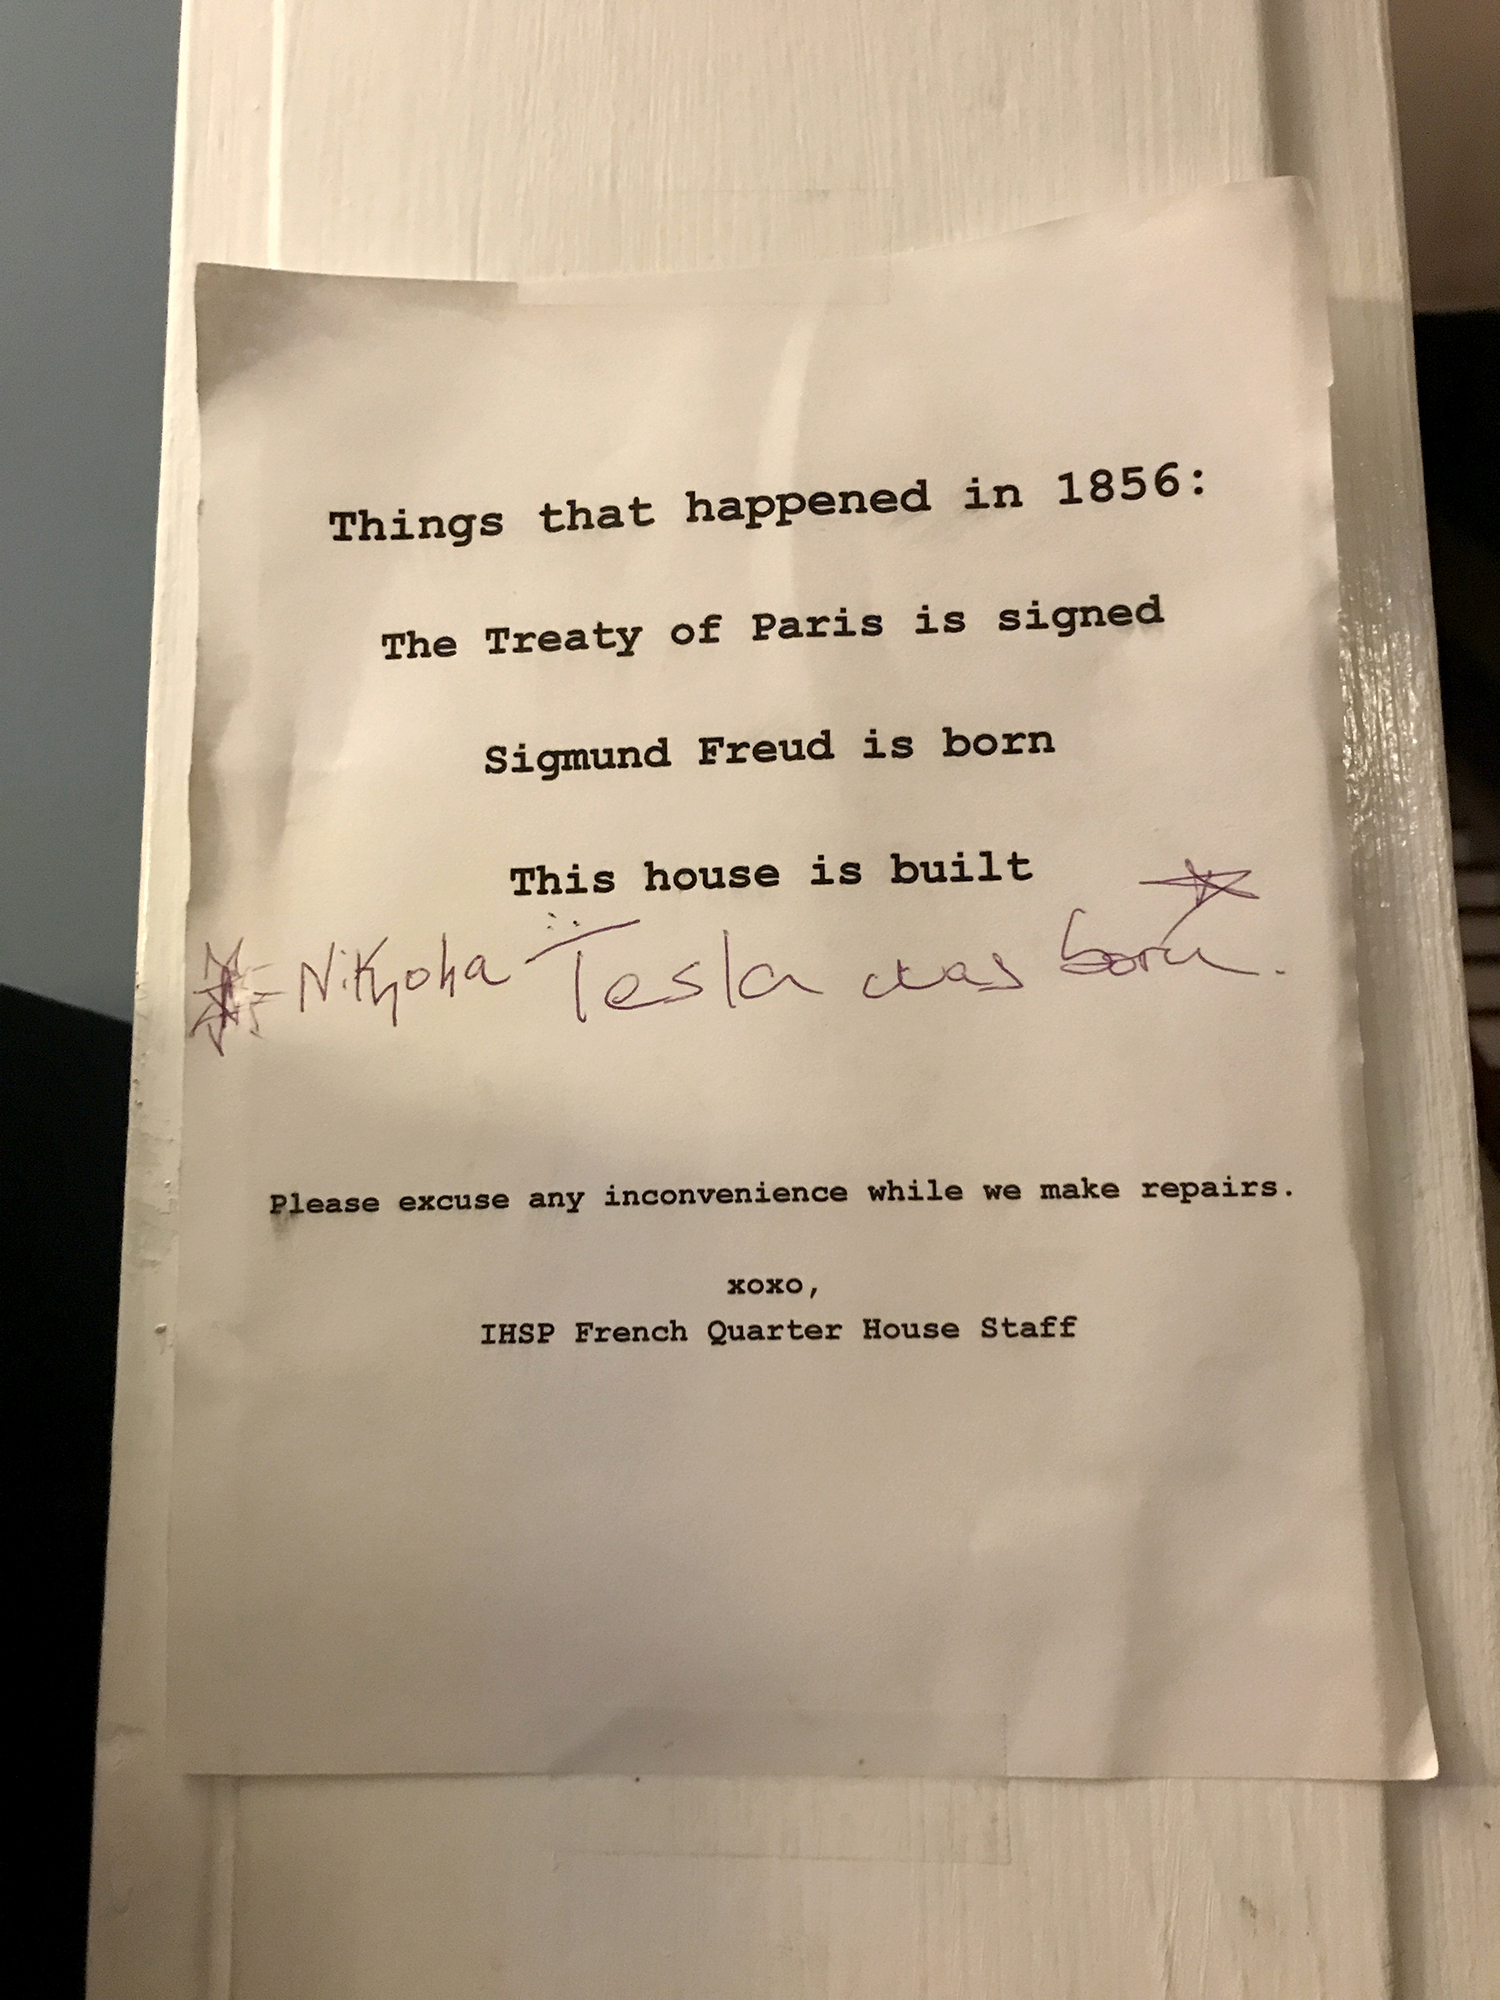 Things that happened in 1856:
The Treaty of Paris is signed
Sigmund Freud is born
This house is built
Tesla was born.
Please excuse any inconvenience while we make repairs.
xoxo,
IHSP French Quarter House Staff